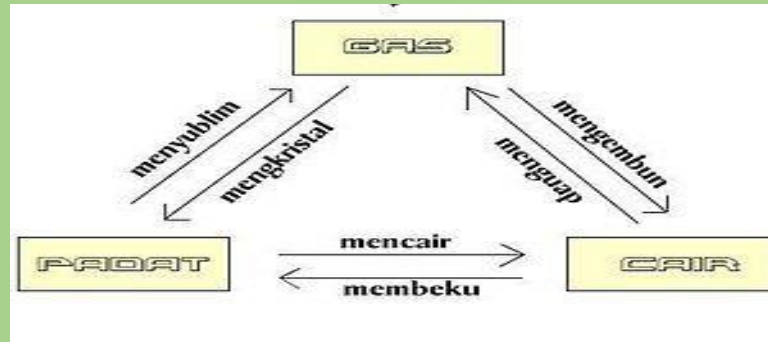 GAS
menyublim
mengkristal
menguap
mengembun
PADAT
mencair
membeku
CAIR